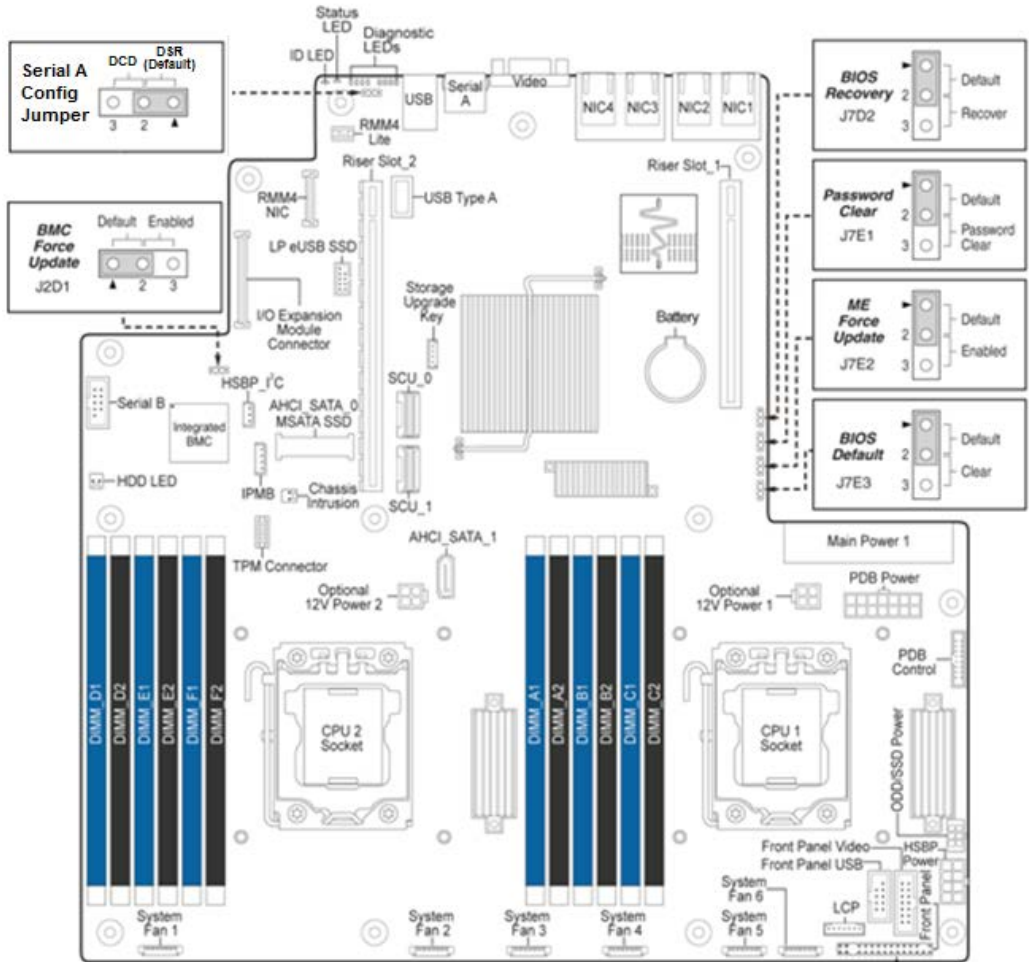 Status
LED
Diagnostic
LEDs
ID LED
Serial A
Config
Jumper
DCD
DSR
(Default)
3
2
USB
Serial
A
Video
NIC4
NIC3
NIC2
NIC1
BIOS
Recovery
J7D2
2
3
Default
Recover
RMM4
Lite
Riser Slot_2
Riser Slot_1
RMM4
NIC
USB Type A
Password
Clear
J7E1
2
3
Default
Password
Clear
BMC
Force
Update
J2D1
Default
Enabled
2
3
LP eUSB SSD
I/O Expansion
Module
Connector
Storage
Upgrade
Key
Battery
ME
Force
Update
J7E2
2
3
Default
Enabled
HSBP_I²C
SCU_0
Serial B
Integrated
BMC
AHCI_SATA_0
MSATA SSD
BIOS
Default
J7E3
2
3
Default
Clear
HDD LED
IPMB
Chassis
Intrusion
SCU_1
TPM Connector
AHCI_SATA_1
Main Power 1
Optional
12V Power 2
Optional
12V Power 1
PDB Power
PDB
Control
DIMM_D1
DIMM_D2
DIMM_E1
DIMM_E2
DIMM_F1
DIMM_F2
CPU 2
Socket
DIMM_A1
DIMM_A2
DIMM_B1
DIMM_B2
DIMM_C1
DIMM_C2
CPU 1
Socket
ODD/SSD Power
Front Panel Video
Front Panel USB
HSBP
Power
System
Fan 6
LCP
Front Panel
System
Fan 1
System
Fan 2
System
Fan 3
System
Fan 4
System
Fan 5